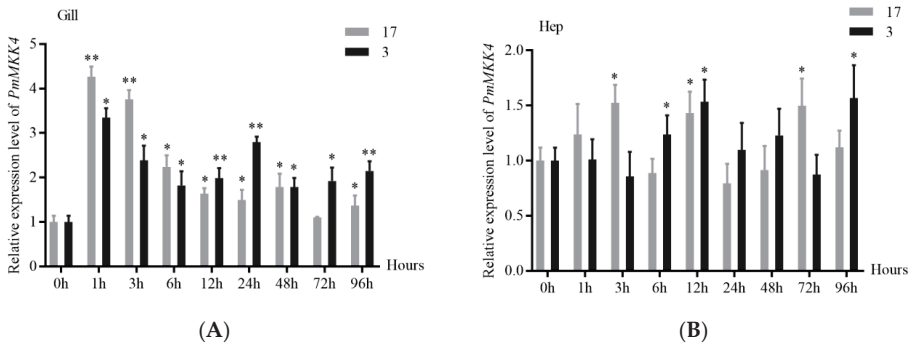 Gill
17
3
Relative expression level of PmMKK4
5
4
3
2
1
0
** * ** * * * * ** * ** * * * * **
0h 1h 3h 6h 12h 24h 48h 72h 96h
Hours
(A)
Hep
17
3
Relative expression level of PmMKK4
2.0
1.5
1.0
0.5
0.0
* * * * * *
0h 1h 3h 6h 12h 24h 48h 72h 96h
Hours
(B)